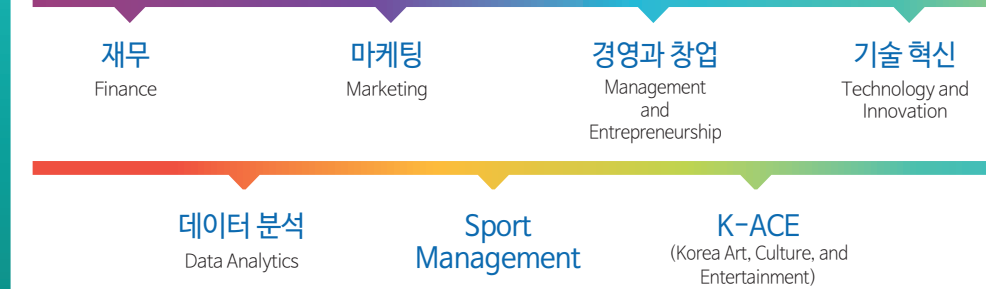 재무
Finance
마케팅
Marketing
경영과 창업
Management
and
Entrepreneurship
기술 혁신
Technology and
Innovation
데이터 분석
Data Analytics
Sport
Management
K-ACE
(Korea Art, Culture, and
Entertainment)